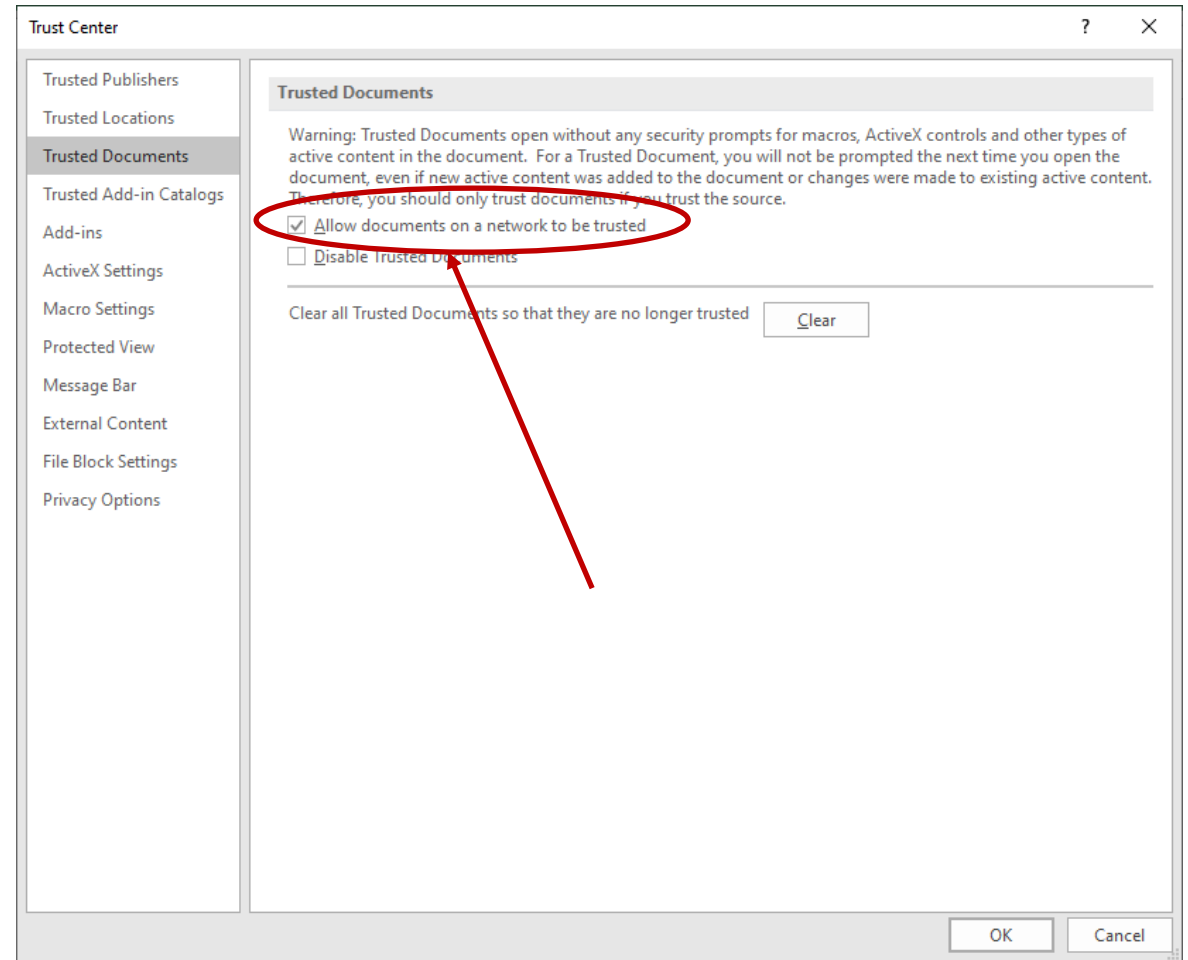 Trust Center
?
Trusted Publishers
Trusted Locations
Trusted Documents
Trusted Add-in Catalogs
Add-ins
ActiveX Settings
Macro Settings
Protected View
Message Bar
External Content
File Block Settings
Privacy Options
Trusted Documents
Warning: Trusted Documents open without any security prompts for macros, ActiveX controls and other types of
active content in the document.  For a Trusted Document, you will not be prompted the next time you open the
document, even if new active content was added to the document or changes were made to existing active content.
Therefore, you should only trust documents if you trust the source.
Allow documents on a network to be trusted
Disable Trusted Documents
Clear all Trusted Documents so that they are no longer trusted
Clear
OK
Cancel